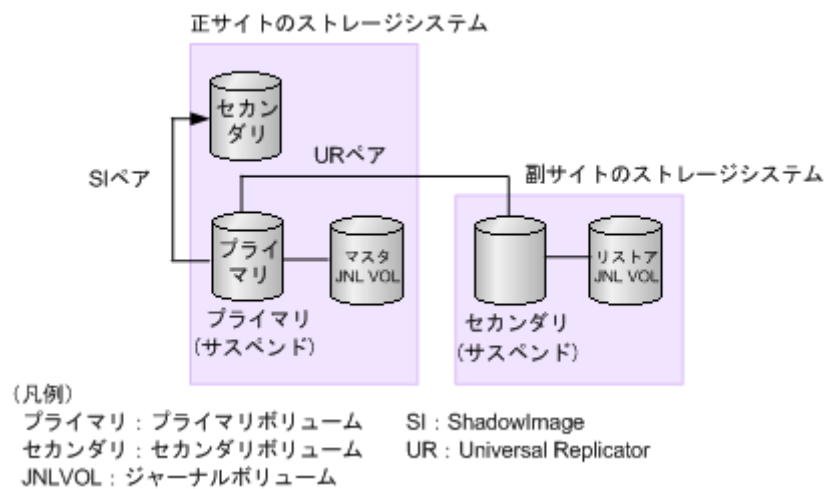 正サイトのストレージシステム
セカン
ダリ
URペア
SIペア
副サイトのストレージシステム
プライ
マリ
マスタ
JNL VOL
リストア
JNL VOL
プライマリ
(サスペンド)
セカンダリ
(サスペンド)
(凡例)
プライマリ:プライマリボリューム SI:ShadowImage
セカンダリ:セカンダリボリューム UR:Universal Replicator
JNLVOL:ジャーナルボリューム